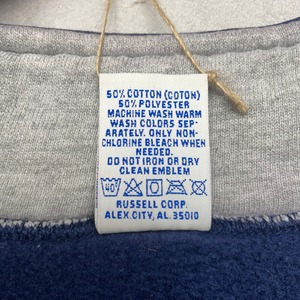 50% COTTON (COTON)
50% POLYESTER
MACHINE WASH WARM
WASH COLORS SEP-
ARATELY. ONLY NON-
CHLORINE BLEACH WHEN
NEEDED.
DO NOT IRON OR DRY
CLEAN EMBLEM
40°
RUSSELL CORP.
ALEX.CITY, AL. 35010